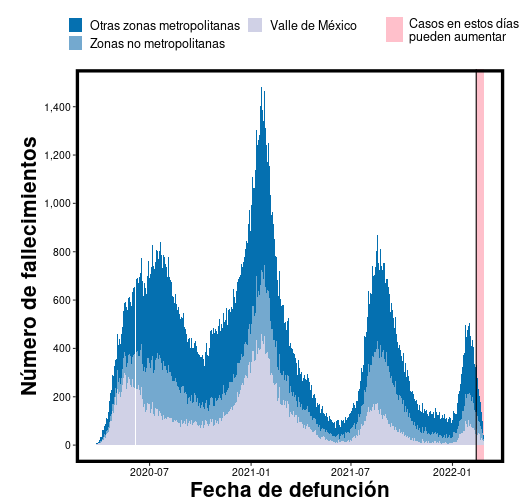 Otras zonas metropolitanas
Valle de México
Zonas no metropolitanas
Casos en estos días
pueden aumentar
Número de fallecimientos
1,400
1,200
1,000
800
600
400
200
0
2020-07
2021-01
2021-07
2022-01
Fecha de defunción